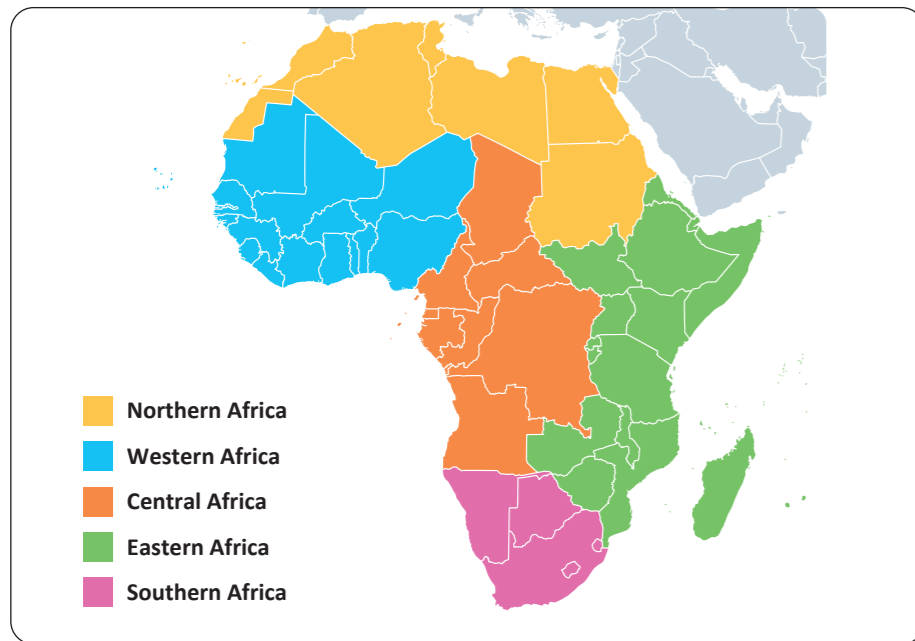 Northern Africa
Western Africa
Central Africa
Eastern Africa
Southern Africa